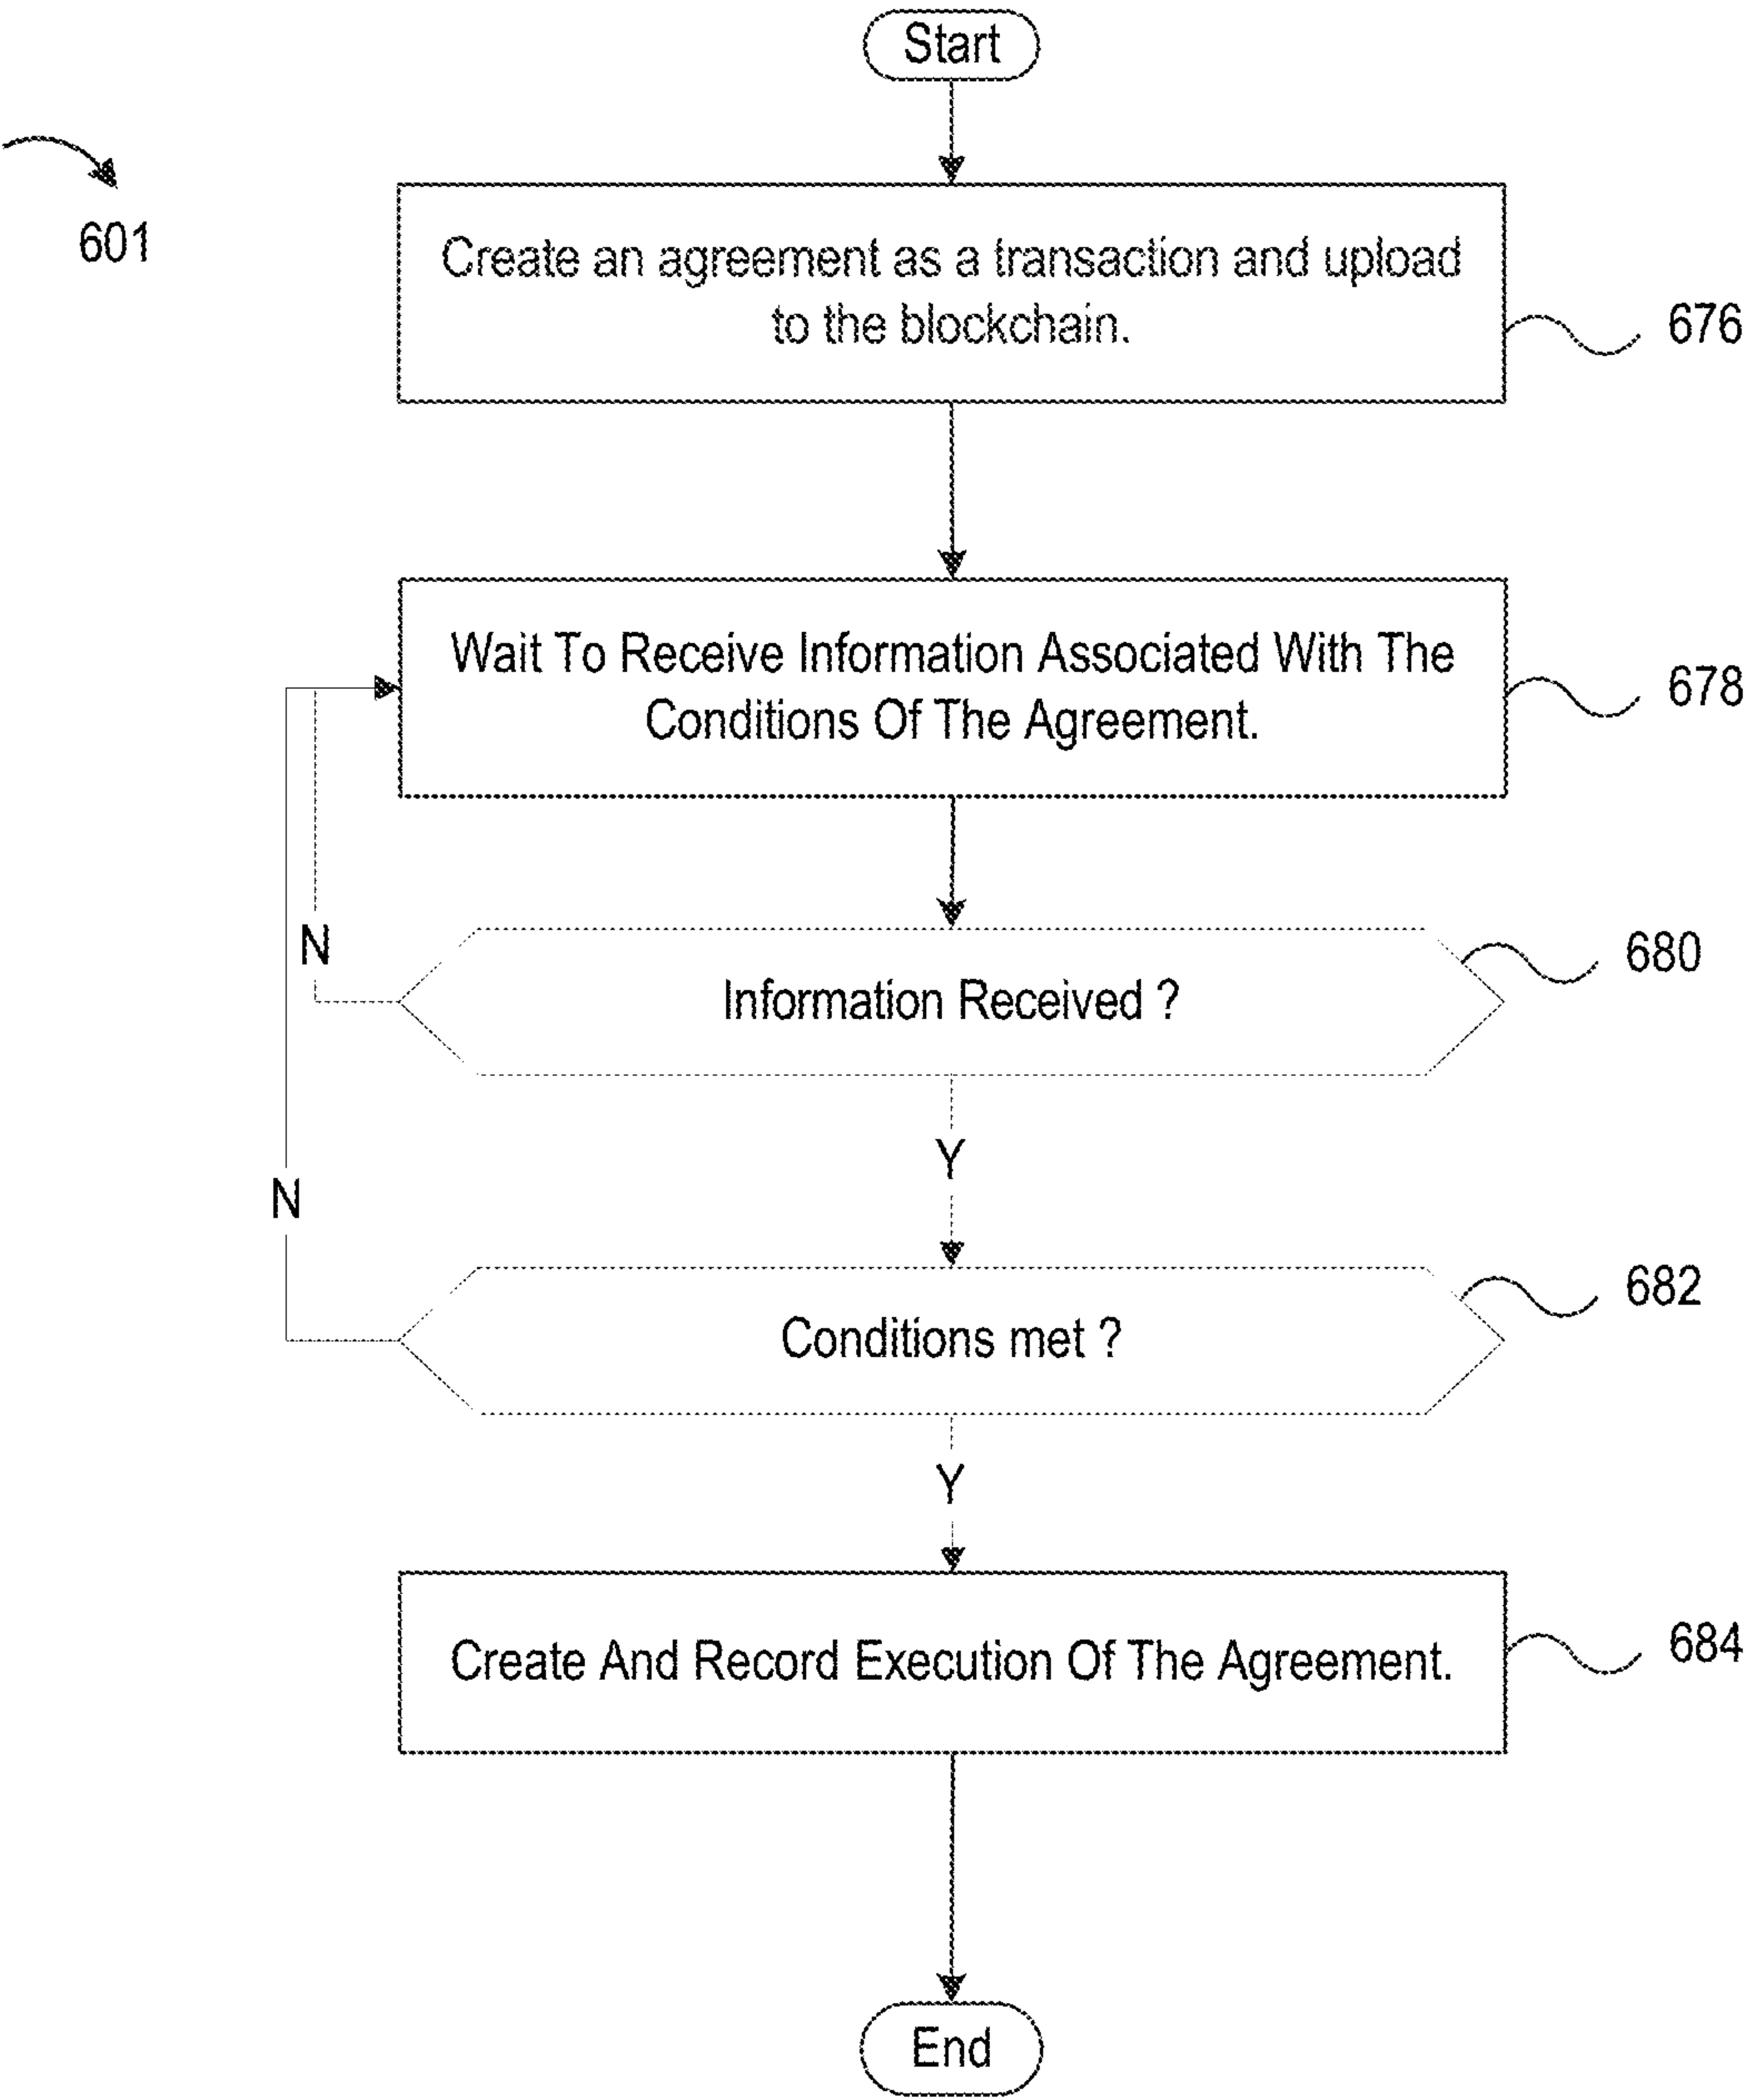 Start
601
Create an agreement as a transaction and upload
to the blockchain.
676
Wait To Receive Information Associated With The
Conditions Of The Agreement.
678
N
680
Information Received ?
Y
N
682
Conditions met ?
Y
684
Create And Record Execution Of The Agreement.
End